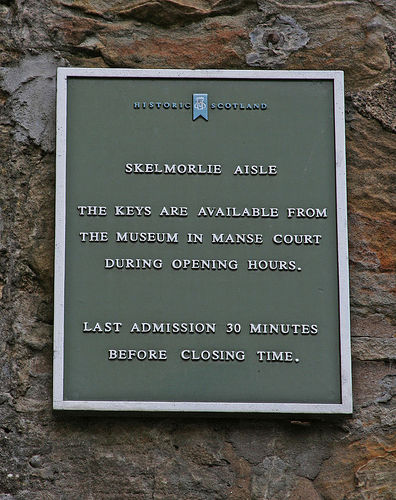 HISTORIC SCOTLAND
SKELMORLIE AISLE
THE KEYS ARE AVAILABLE FROM
THE MUSEUM IN MANSE COURT
DURING OPENING HOURS.
LAST ADMISSION 30 MINUTES
BEFORE CLOSING TIME.